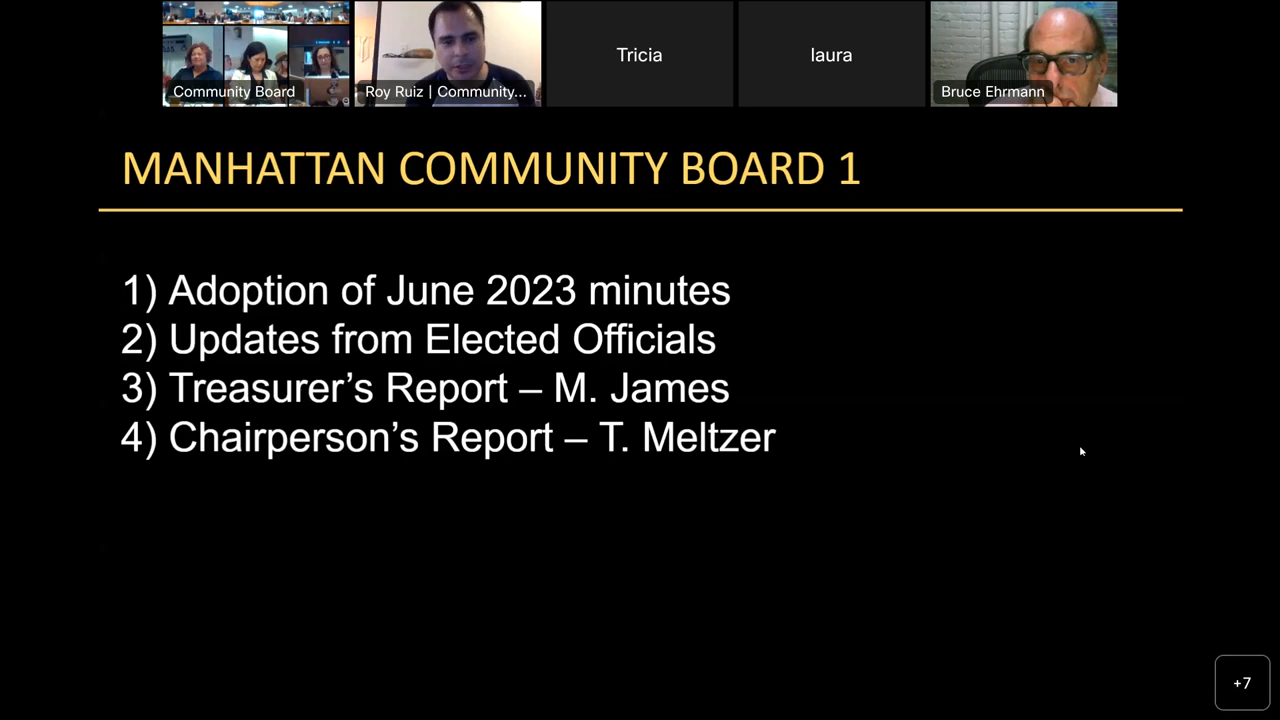 Community Board
Roy Ruiz | Community...
Tricia
laura
Bruce Ehrmann
MANHATTAN COMMUNITY BOARD 1
1) Adoption of June 2023 minutes
2) Updates from Elected Officials
3) Treasurer’s Report – M. James
4) Chairperson’s Report – T. Meltzer
+7